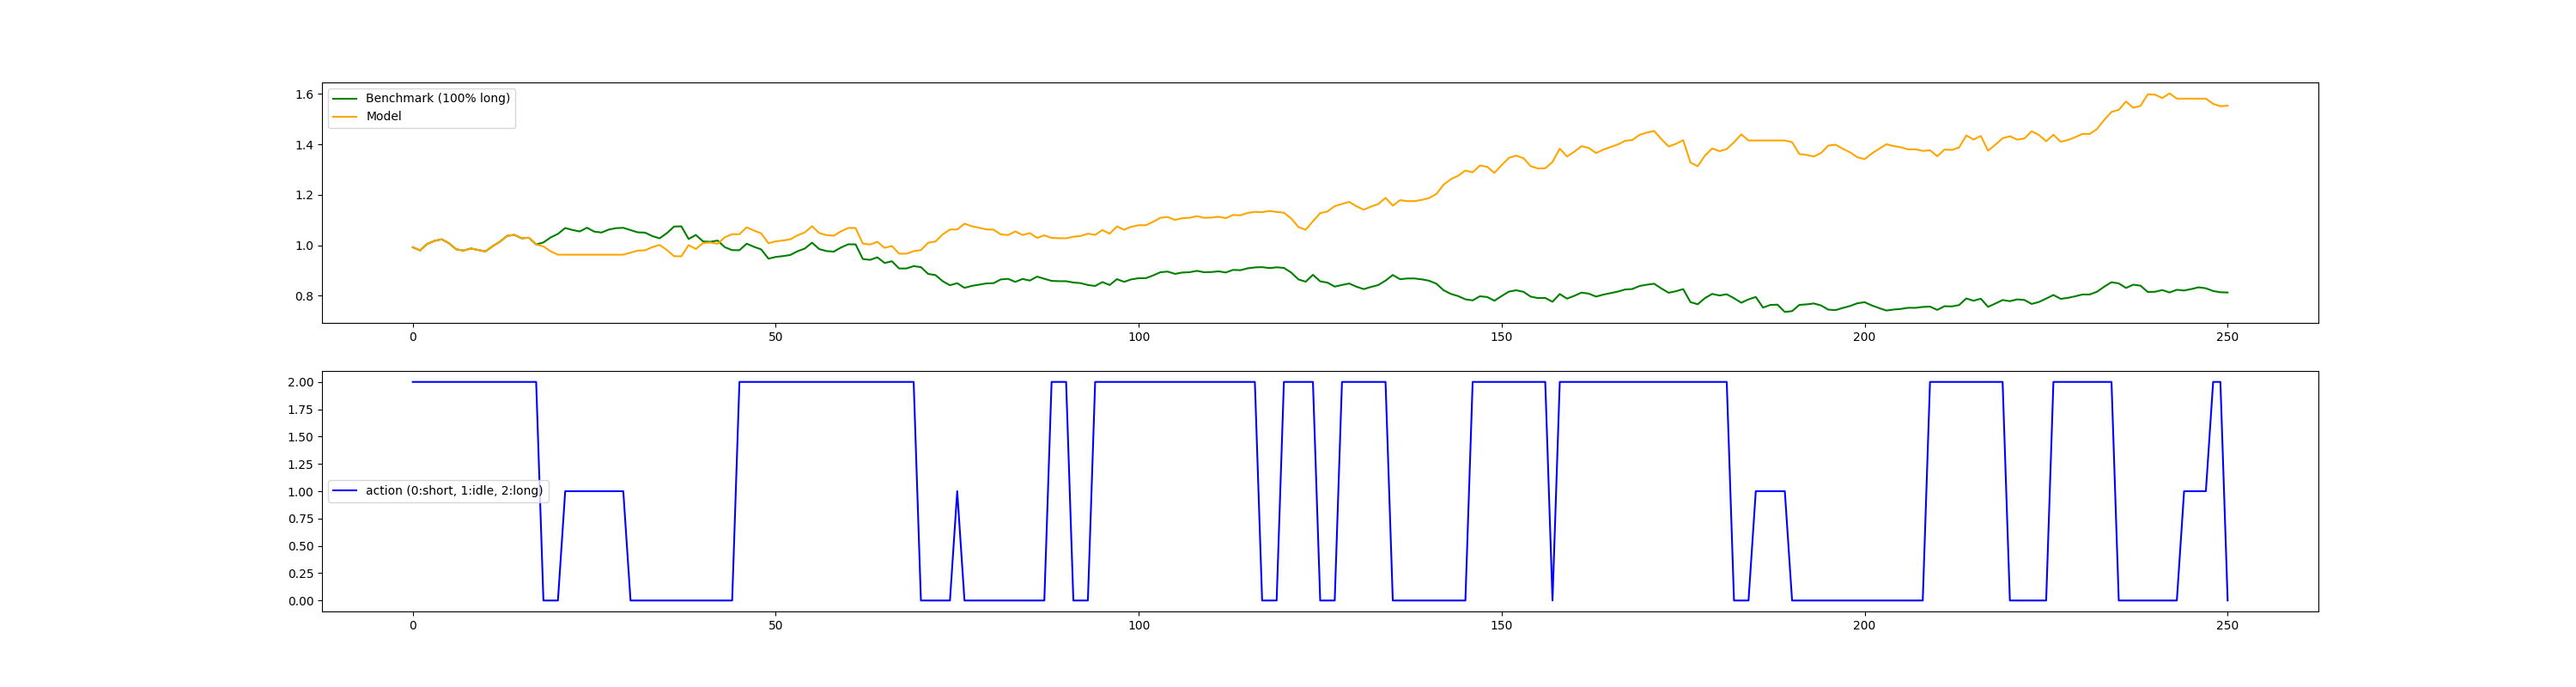 1.6
1.4
1.2
1.0
0.8
Benchmark (100% long)
Model
0 50 100 150 200 250
2.00
1.75
1.50
1.25
1.00
0.75
0.50
0.25
0.00
action (0:short, 1:idle, 2:long)
0 50 100 150 200 250